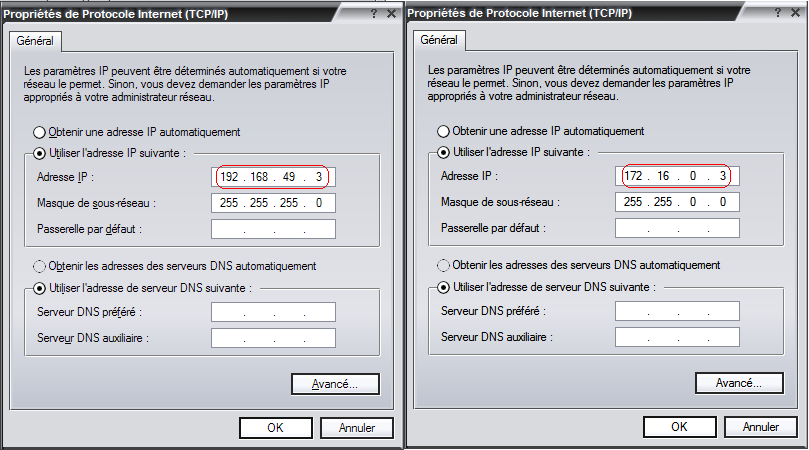 Propriétés de Protocole Internet (TCP/IP)
Général
Les paramètres IP peuvent être déterminés automatiquement si votre
réseau le permet. Sinon, vous devez demander les paramètres IP
appropriés à votre administrateur réseau.
Obtenir une adresse IP automatiquement
Utiliser l'adresse IP suivante :
Adresse IP : 192 . 168 . 49 . 3
Masque de sous-réseau : 255 . 255 . 255 . 0
Passerelle par défaut : . . .
Obtenir les adresses des serveurs DNS automatiquement
Utiliser l'adresse de serveur DNS suivante :
Serveur DNS préféré : . . .
Serveur DNS auxiliaire : . . .
Avancé...
OK Annuler
Propriétés de Protocole Internet (TCP/IP)
Général
Les paramètres IP peuvent être déterminés automatiquement si votre
réseau le permet. Sinon, vous devez demander les paramètres IP
appropriés à votre administrateur réseau.
Obtenir une adresse IP automatiquement
Utiliser l'adresse IP suivante :
Adresse IP : 172 . 16 . 0 . 3
Masque de sous-réseau : 255 . 255 . 0 . 0
Passerelle par défaut : . . .
Obtenir les adresses des serveurs DNS automatiquement
Utiliser l'adresse de serveur DNS suivante :
Serveur DNS préféré : . . .
Serveur DNS auxiliaire : . . .
Avancé...
OK Annuler